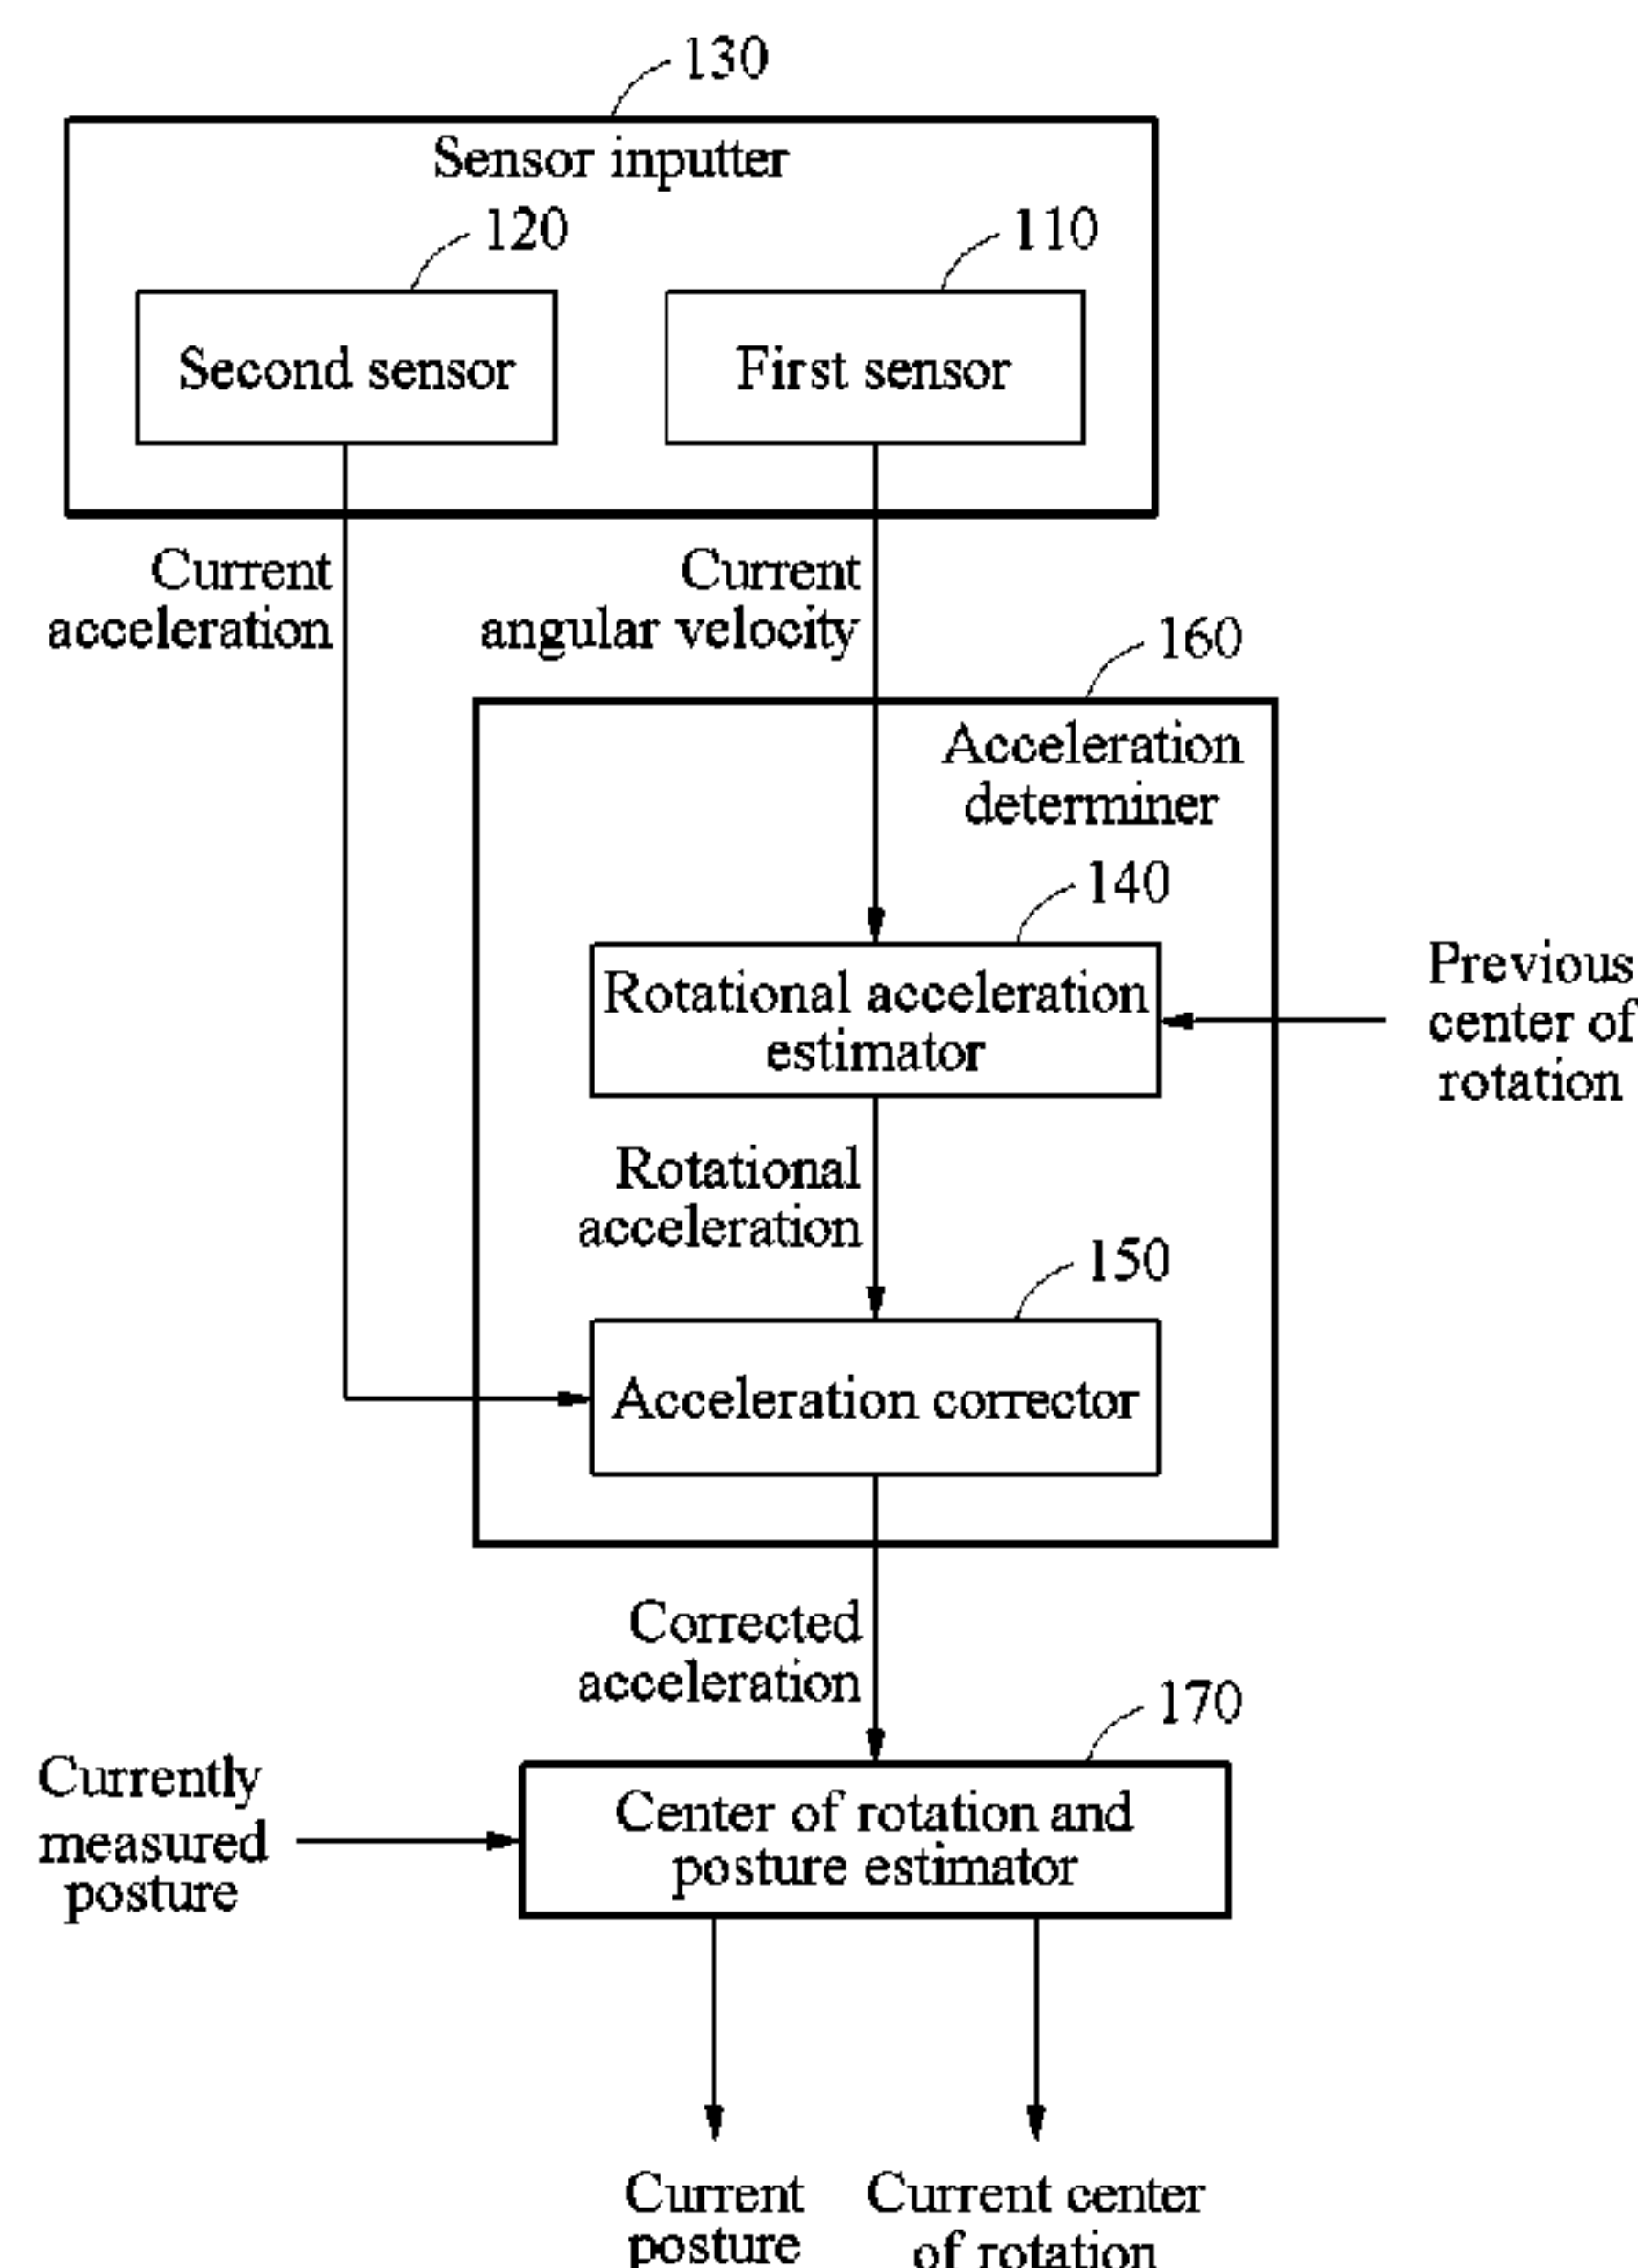 130
Sensor inputter
120
110
Second sensor
First sensor
Current
acceleration
Current
angular velocity
160
Acceleration
determiner
140
Rotational acceleration
estimator
Previous
center of
rotation
Rotational
acceleration
150
Acceleration corrector
Corrected
acceleration
170
Currently
measured
posture
Center of rotation and
posture estimator
Current
posture
Current center
of rotation